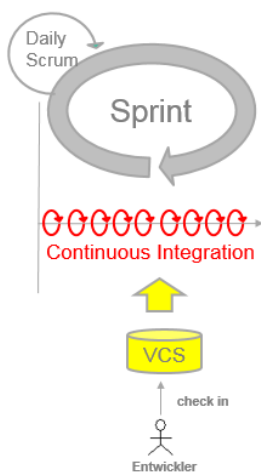 Daily
Scrum
Sprint
Continuous Integration
VCS
check in
Entwickler